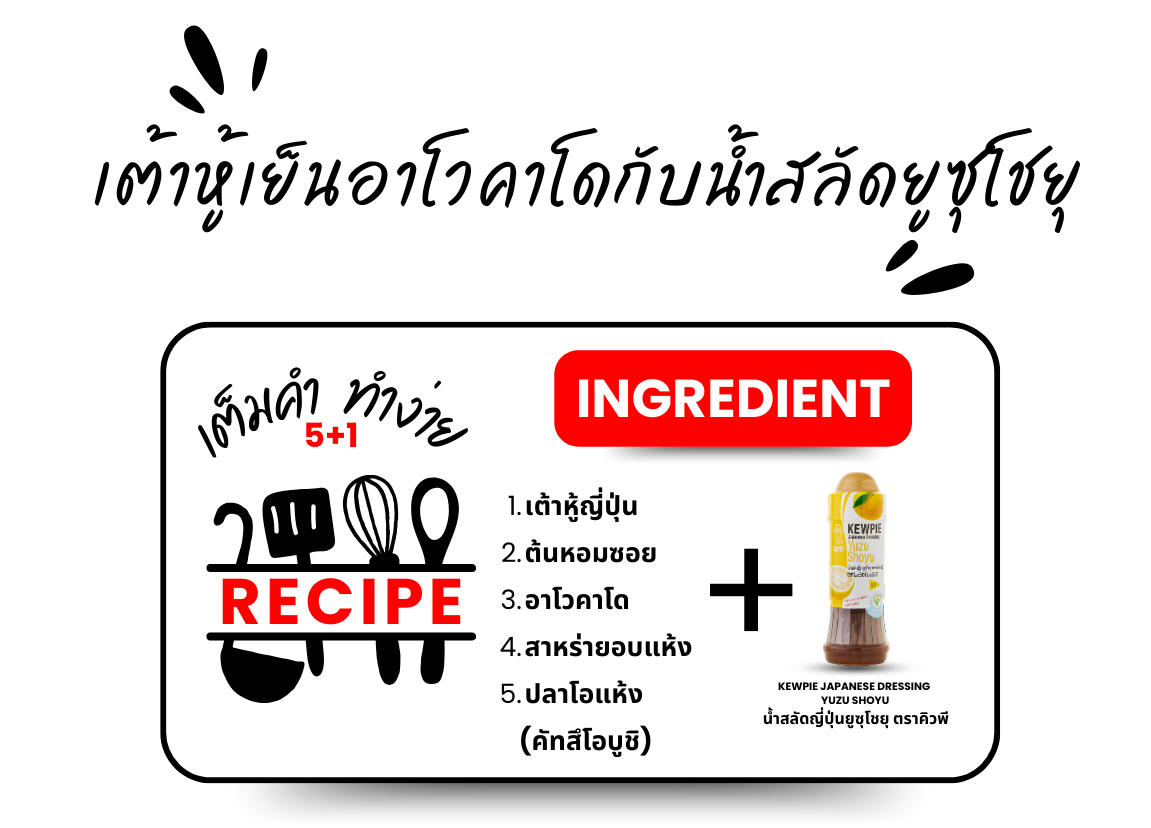 เต้าหู้เย็นอาโวคาโดกับน้ำสลัดยูซุโชยุ
เต็มคำ ทำง่าย
5+1
RECIPE
INGREDIENT
1. เต้าหู้ญี่ปุ่น
2. ต้นหอมซอย
3. อาโวคาโด
4. สาหร่ายอบแห้ง
5. ปลาโอแห้ง
(คัทสึโอบูชิ)
+
KEWPIE
Japanese Dressing
Yuzu
Shoyu
KEWPIE JAPANESE DRESSING
YUZU SHOYU
น้ำสลัดญี่ปุ่นยูซุโชยุ ตราคิวพี